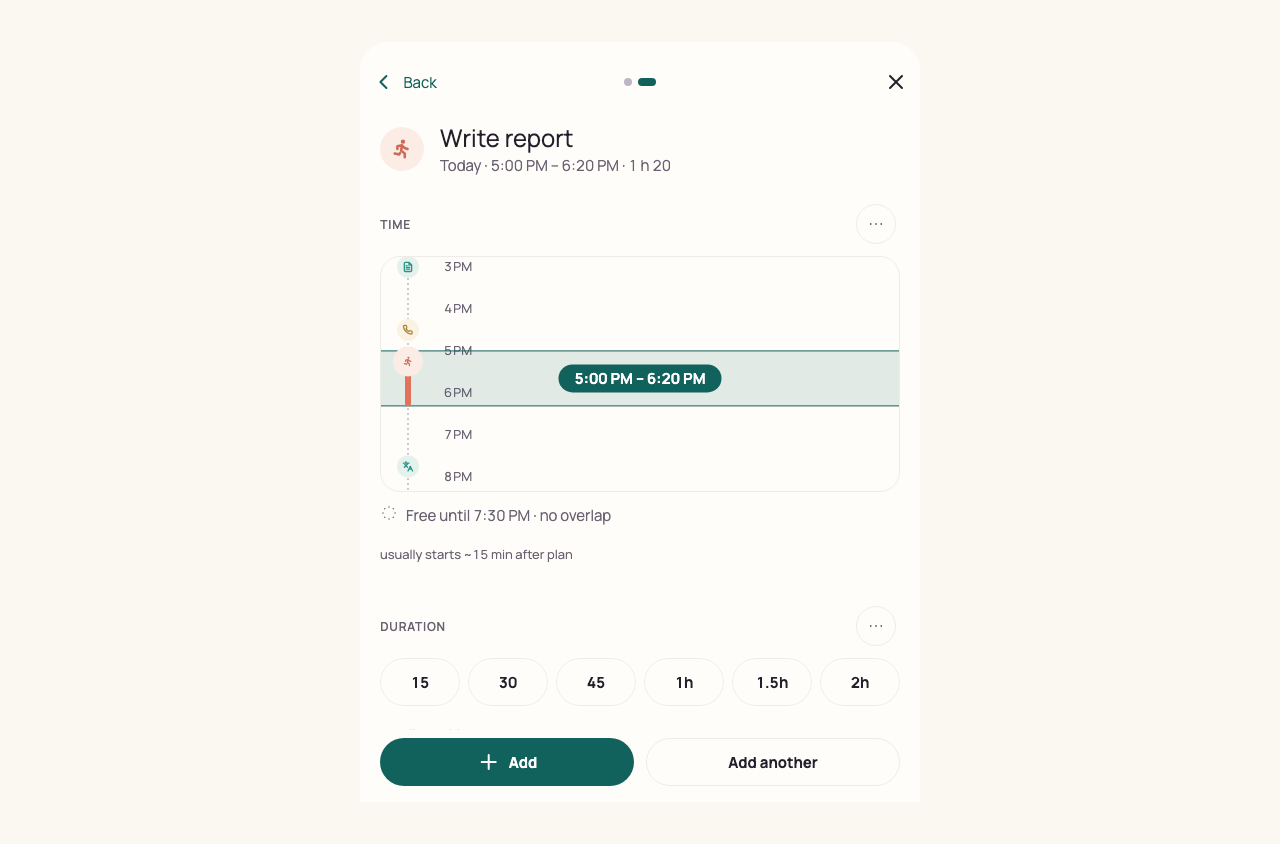 Back
Write report
Today · 5:00 PM – 6:20 PM · 1 h 20
TIME
3 PM
4 PM
5 PM
5:00 PM – 6:20 PM
6 PM
7 PM
8 PM
Free until 7:30 PM · no overlap
usually starts ~15 min after plan
DURATION
15 30 45 1h 1.5h 2h
Add Add another